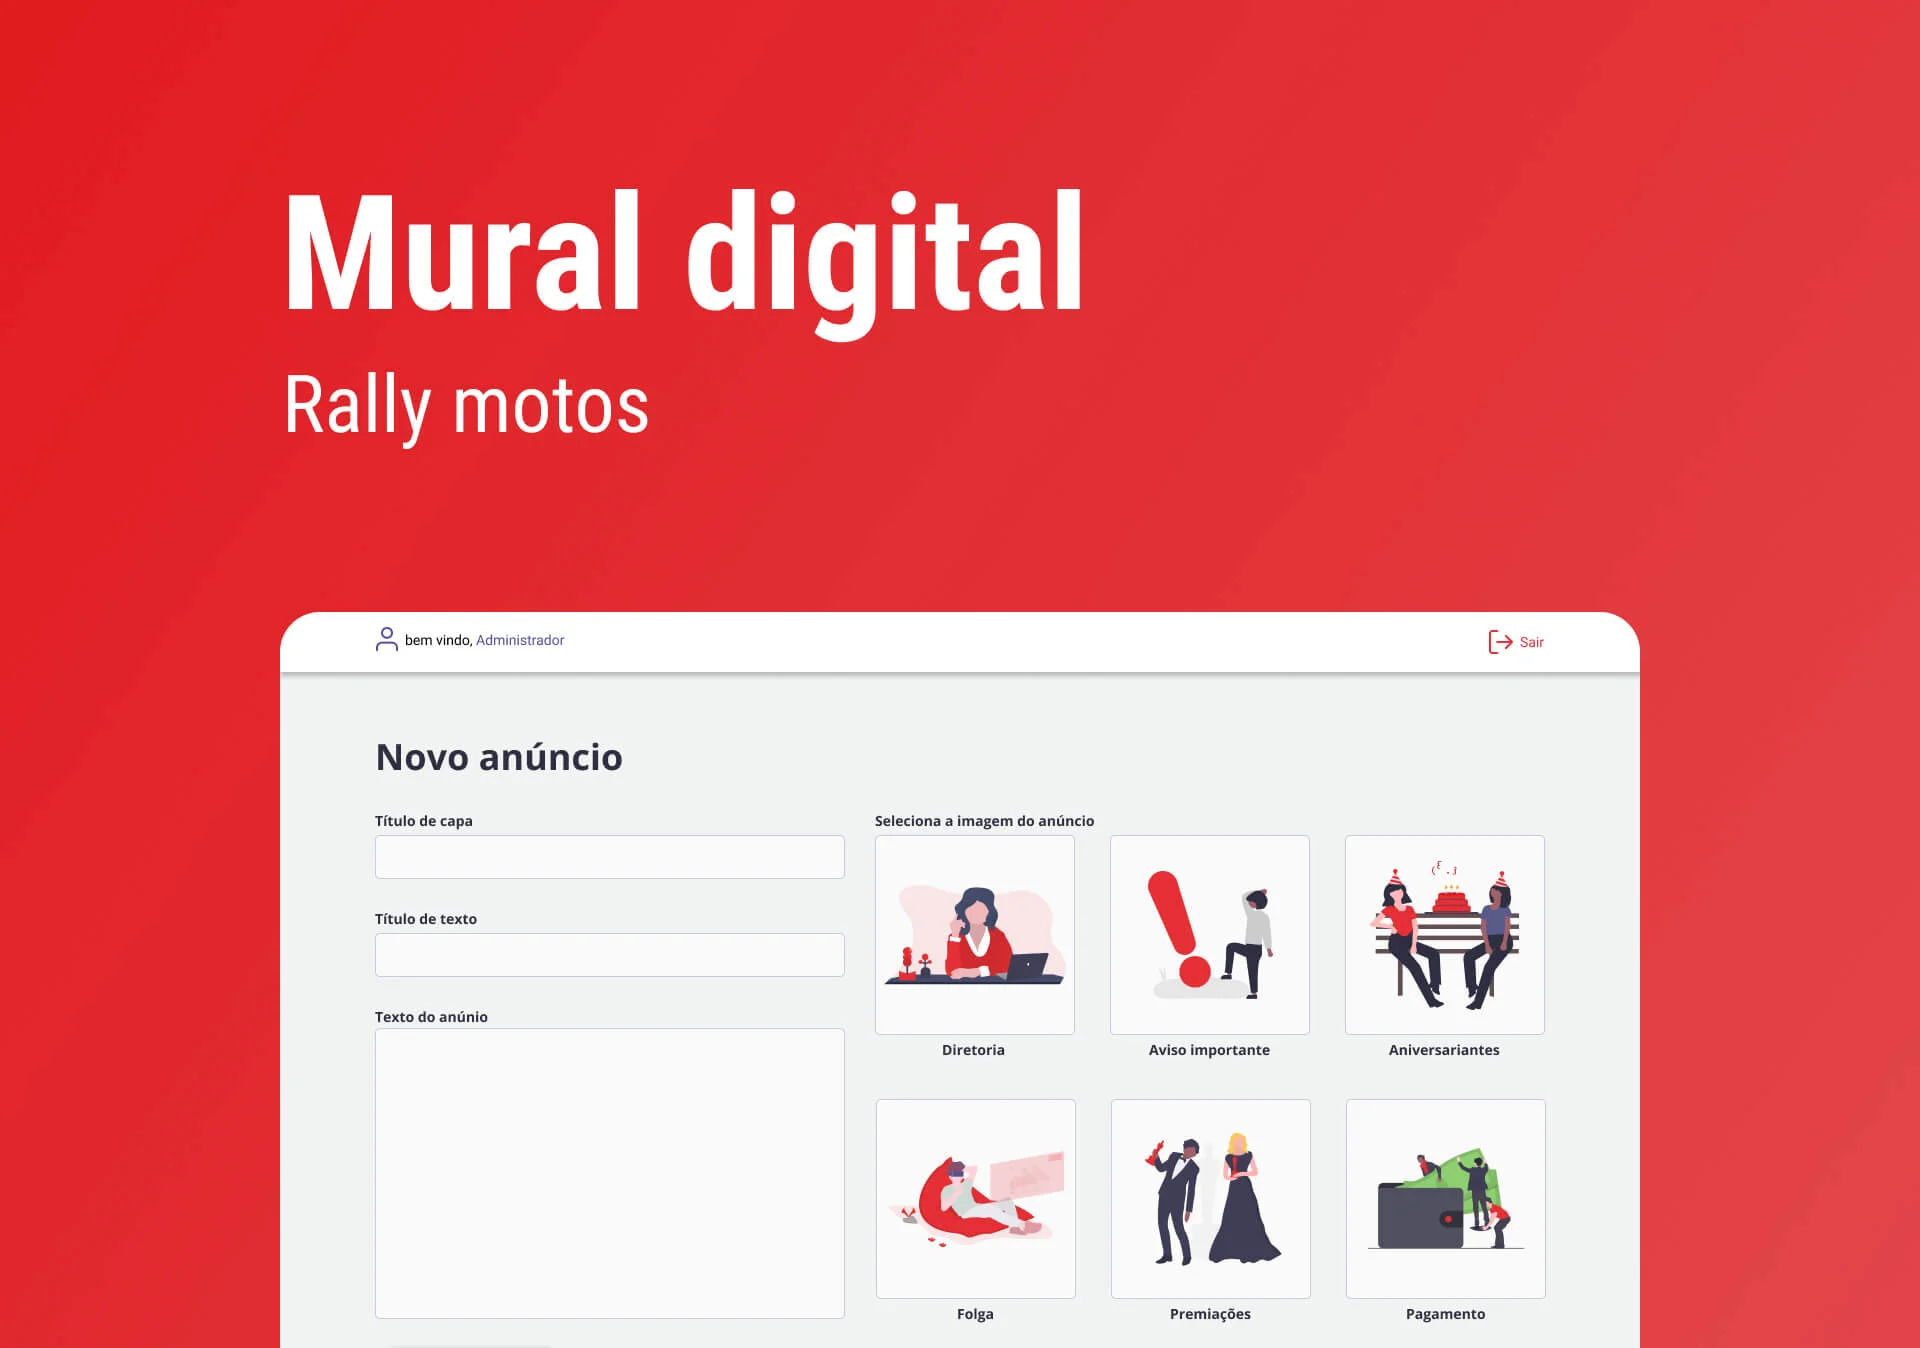 Mural digital
Rally motos
bem vindo, Administrador
Sair
Novo anúncio
Título de capa
Título de texto
Texto do anúnio
Seleciona a imagem do anúncio
Diretoria
Aviso importante
Aniversariantes
Folga
Premiações
Pagamento